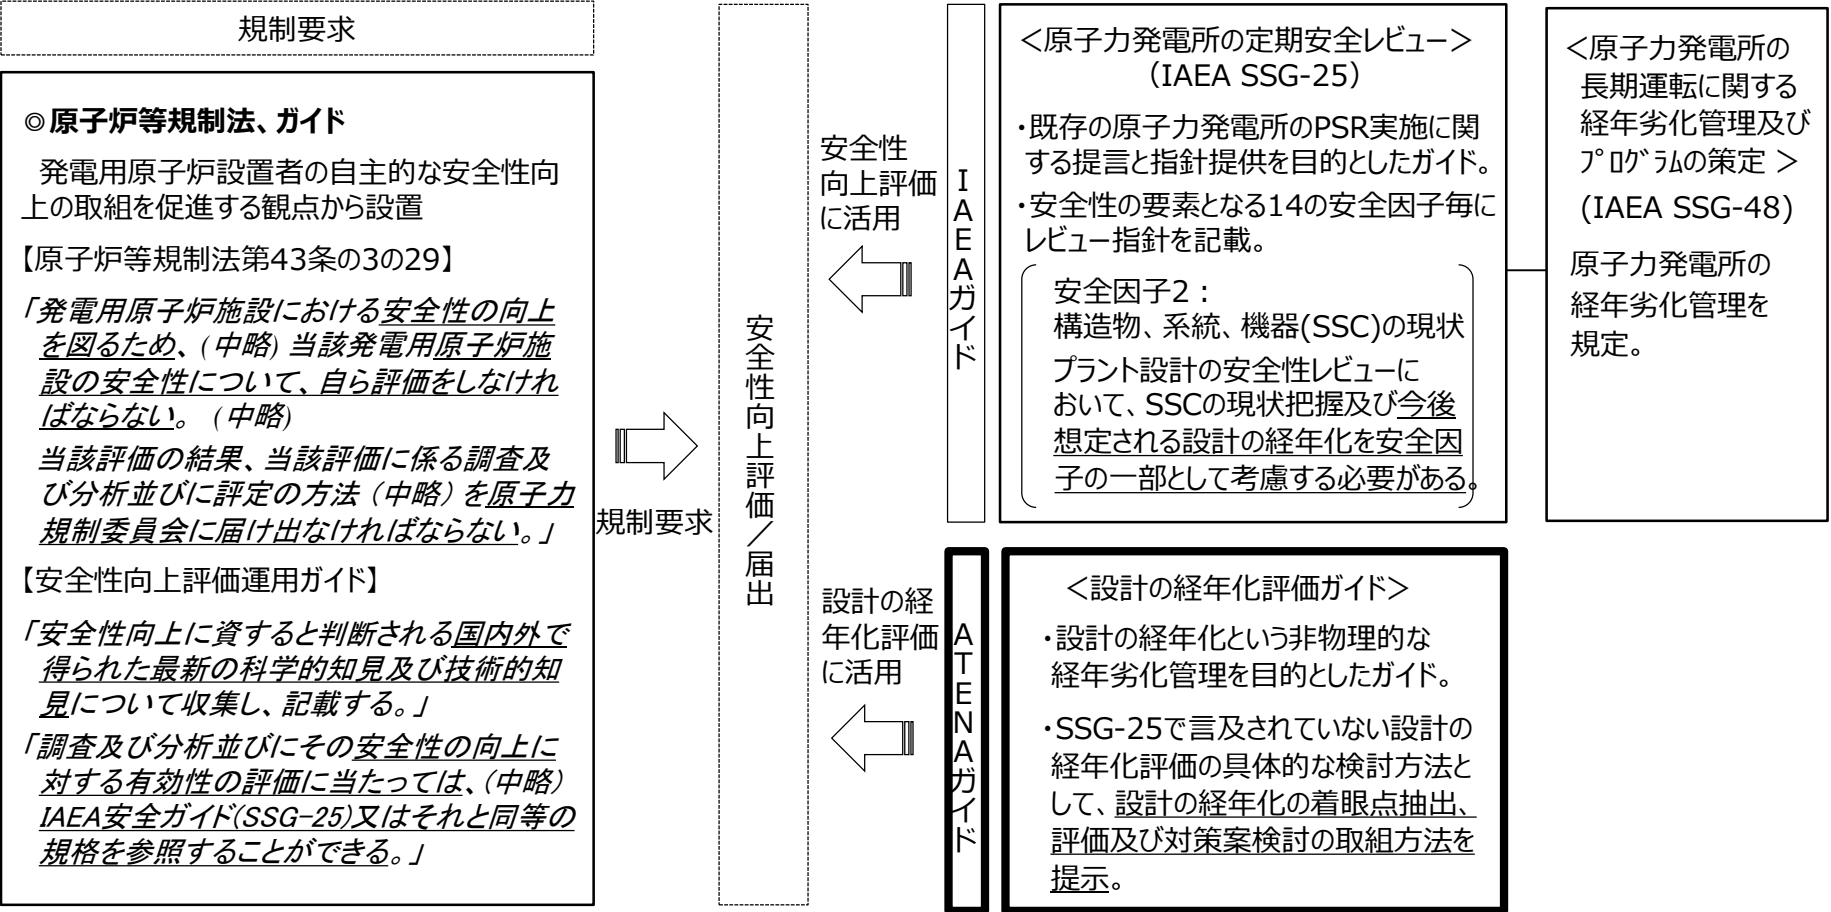 規制要求
◎原子炉等規制法、ガイド
発電用原子炉設置者の自主的な安全性向
上の取組を促進する観点から設置
【原子炉等規制法第43条の3の29】
「発電用原子炉施設における安全性の向上
を図るため、(中略) 当該発電用原子炉施
設の安全性について、自ら評価をしなけれ
ばならない。 (中略)
当該評価の結果、当該評価に係る調査及
び分析並びに評定の方法（中略）を原子力
規制委員会に届け出なければならない。」
【安全性向上評価運用ガイド】
「安全性向上に資すると判断される国内外で
得られた最新の科学的知見及び技術的知
見について収集し、記載する。」
「調査及び分析並びにその安全性の向上に
対する有効性の評価に当たっては、（中略）
IAEA安全ガイド(SSG-25)又はそれと同等の
規格を参照することができる。」
規制要求
安全性向上評価／届出
安全性
向上評価
に活用
設計の経
年化評価
に活用
IAEAガイド
＜原子力発電所の定期安全レビュー＞
（IAEA SSG-25）
・既存の原子力発電所のPSR実施に関
する提言と指針提供を目的としたガイド。
・安全性の要素となる14の安全因子毎に
レビュー指針を記載。
安全因子2：
構造物、系統、機器(SSC)の現状
プラント設計の安全性レビューに
おいて、SSCの現状把握及び今後
想定される設計の経年化を安全因
子の一部として考慮する必要がある。
＜原子力発電所の
長期運転に関する
経年劣化管理及び
ﾌﾟﾛｸﾞﾗﾑの策定 ＞
(IAEA SSG-48)
原子力発電所の
経年劣化管理を
規定。
ATENAガイド
＜設計の経年化評価ガイド＞
・設計の経年化という非物理的な
経年劣化管理を目的としたガイド。
・SSG-25で言及されていない設計の
経年化評価の具体的な検討方法と
して、設計の経年化の着眼点抽出、
評価及び対策案検討の取組方法を
提示。